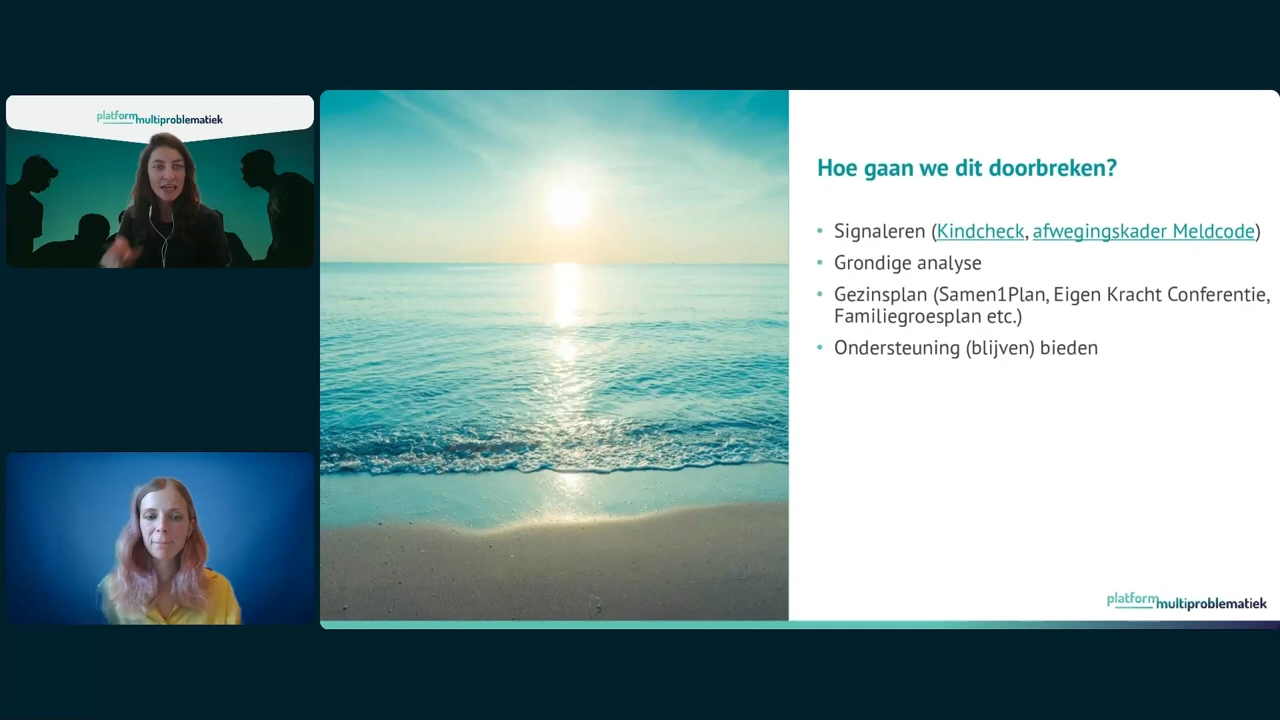 platform multiproblematiek
Hoe gaan we dit doorbreken?
• Signaleren (Kindcheck, afwegingskader Meldcode)
• Grondige analyse
• Gezinsplan (Samen1Plan, Eigen Kracht Conferentie,
Familiegroesplan etc.)
• Ondersteuning (blijven) bieden
platform multiproblematiek